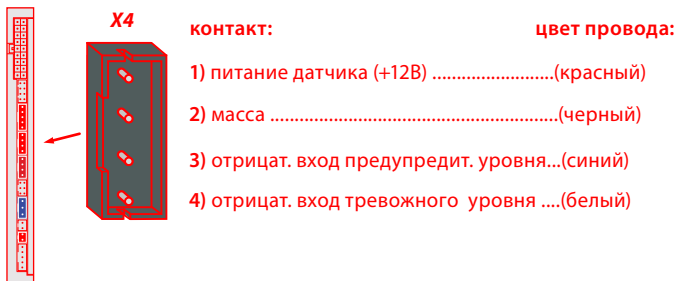 X4
контакт: цвет провода:
1) питание датчика (+12В) .........................(красный)
2) масса ...........................................................(черный)
3) отрицат. вход предупредит. уровня...(синий)
4) отрицат. вход тревожного уровня ....(белый)